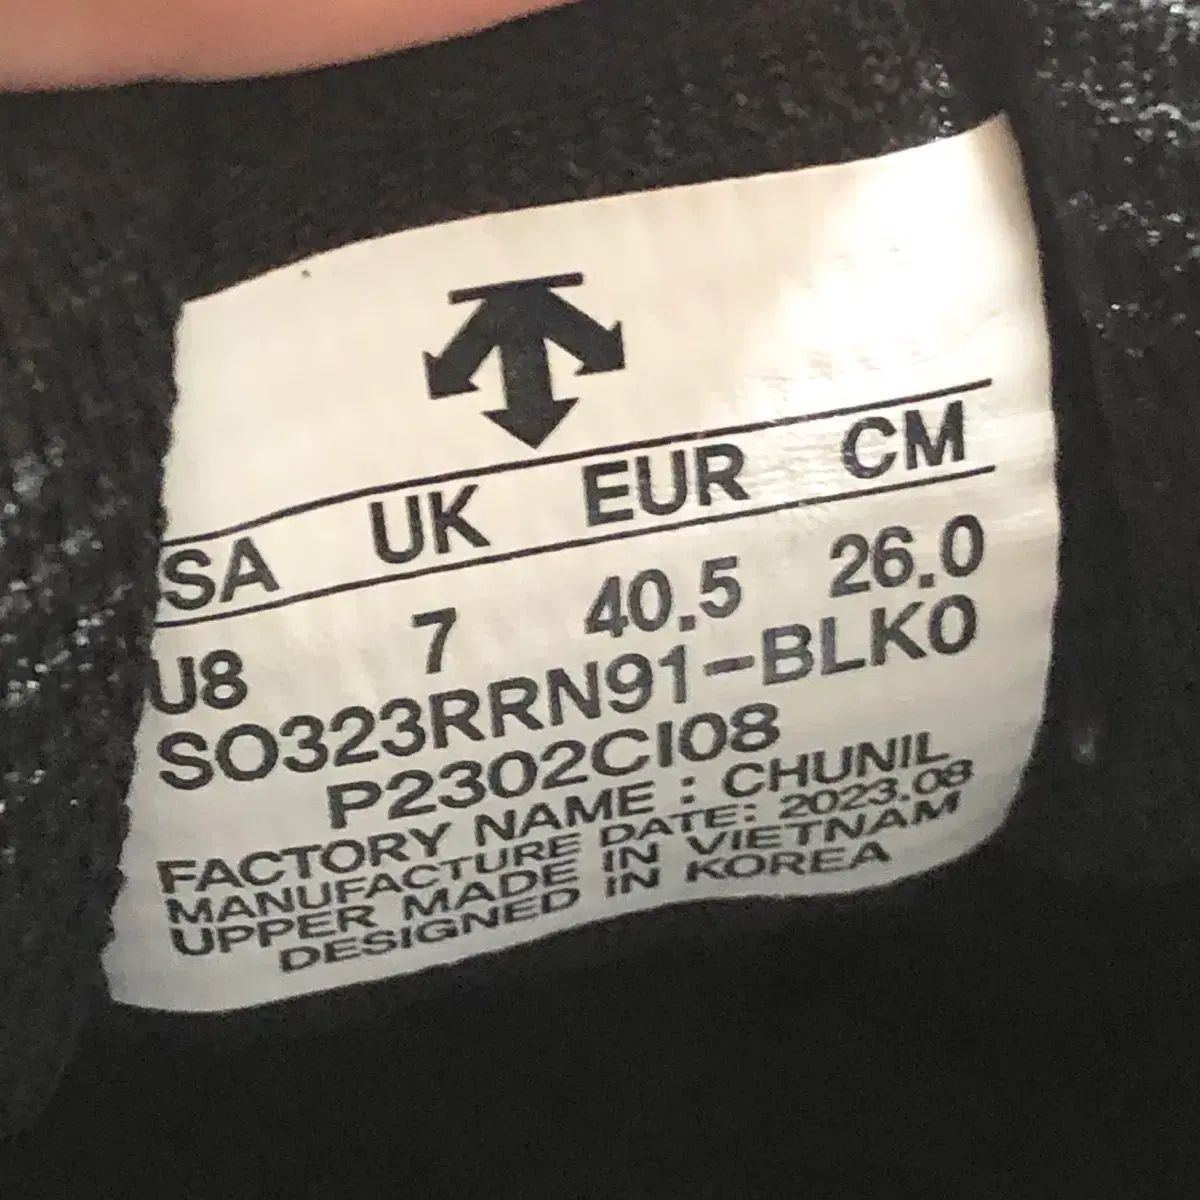 SA UK EUR CM
U8 7 40.5 26.0
SO323RRN91-BLK0
P2302CI08
FACTORY NAME : CHUNIL
MANUFACTURE DATE: 2023.08
UPPER MADE IN VIETNAM
DESIGNED IN KOREA